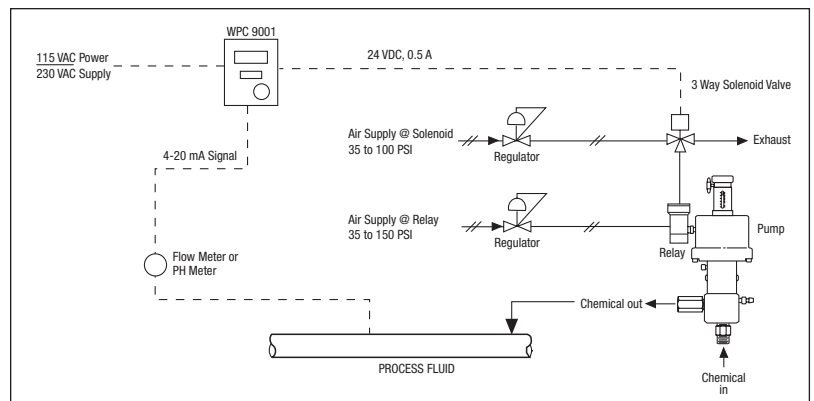 WPC 9001
115 VAC Power
230 VAC Supply
24 VDC, 0.5 A
3 Way Solenoid Valve
Air Supply @ Solenoid
35 to 100 PSI
Regulator
Exhaust
4-20 mA Signal
Air Supply @ Relay
35 to 150 PSI
Regulator
Relay
Pump
Flow Meter or
PH Meter
Chemical out
PROCESS FLUID
Chemical
in